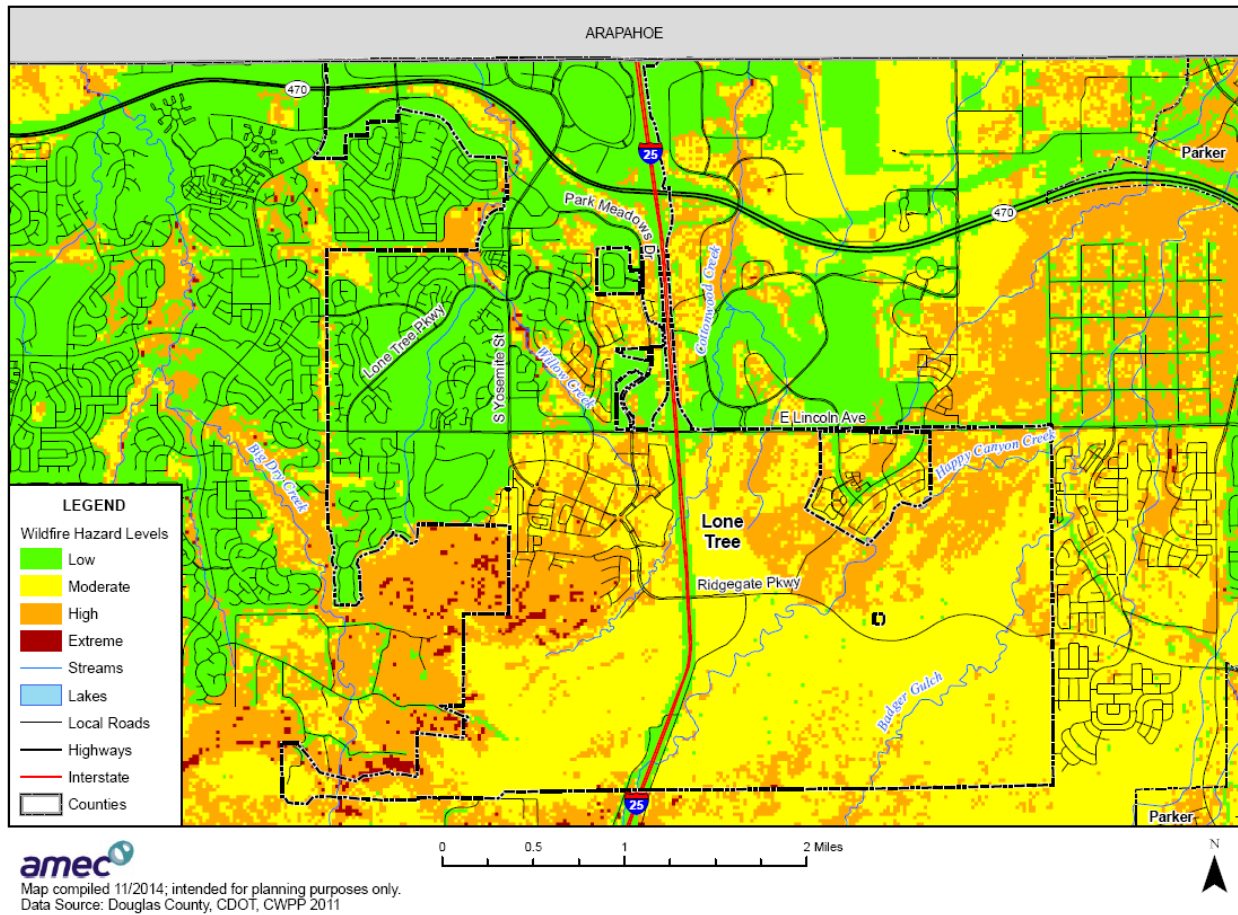 ARAPAHOE
470
25
Parker
470
Park Meadows Dr
Cottonwood Creek
Lone Tree Pkwy
S Yosemite St
Willow Creek
E Lincoln Ave
Big Dry Creek
Happy Canyon Creek
Lone
Tree
Ridgegate Pkwy
Badger Gulch
25
Parker
LEGEND
Wildfire Hazard Levels
Low
Moderate
High
Extreme
Streams
Lakes
Local Roads
Highways
Interstate
Counties
amec
0 0.5 1 2 Miles
N
Map compiled 11/2014; intended for planning purposes only.
Data Source: Douglas County, CDOT, CWPP 2011